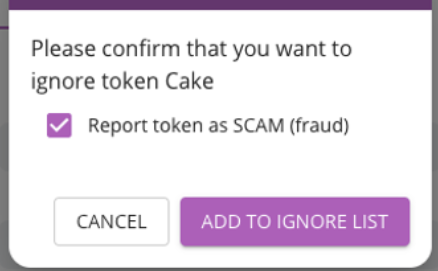 Please confirm that you want to
ignore token Cake
Report token as SCAM (fraud)
CANCEL
ADD TO IGNORE LIST